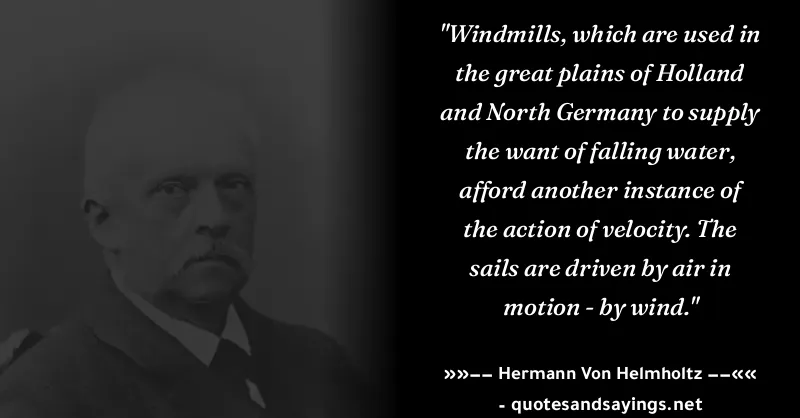 "Windmills, which are used in
the great plains of Holland
and North Germany to supply
the want of falling water,
afford another instance of
the action of velocity. The
sails are driven by air in
motion - by wind."
»»–– Hermann Von Helmholtz ––««
- quotesandsayings.net